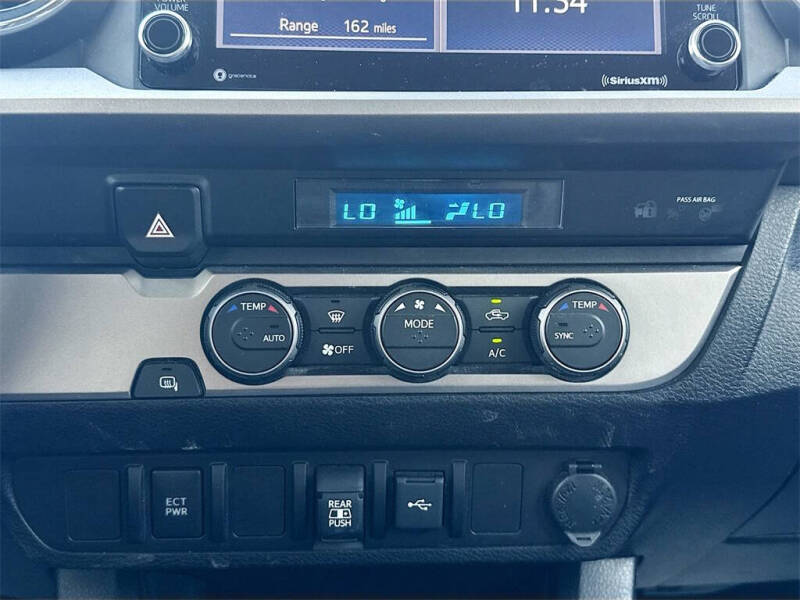 POWER
VOLUME
Range 162 miles
11:54
TUNE
SCROLL
gracenote
((SiriusXM))
PASS AIR BAG
LO LO
TEMP
AUTO
OFF
MODE
A/C
TEMP
SYNC
ECT
PWR
REAR
PUSH